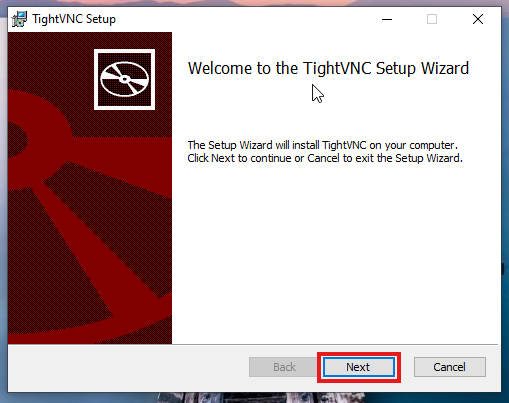 TightVNC Setup
Welcome to the TightVNC Setup Wizard
The Setup Wizard will install TightVNC on your computer.
Click Next to continue or Cancel to exit the Setup Wizard.
Back
Next
Cancel